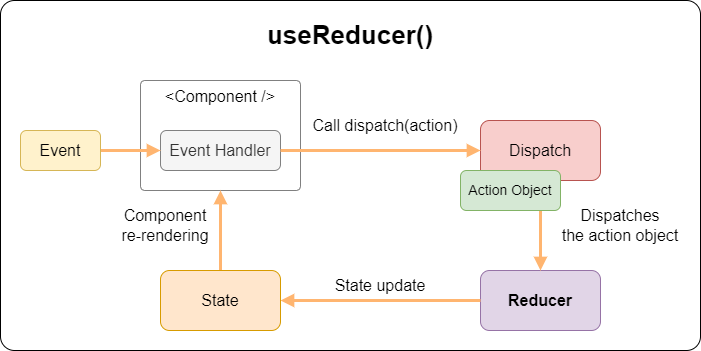 useReducer()
<Component />
Event
Event Handler
Call dispatch(action)
Dispatch
Action Object
Component
re-rendering
Dispatches
the action object
State
State update
Reducer